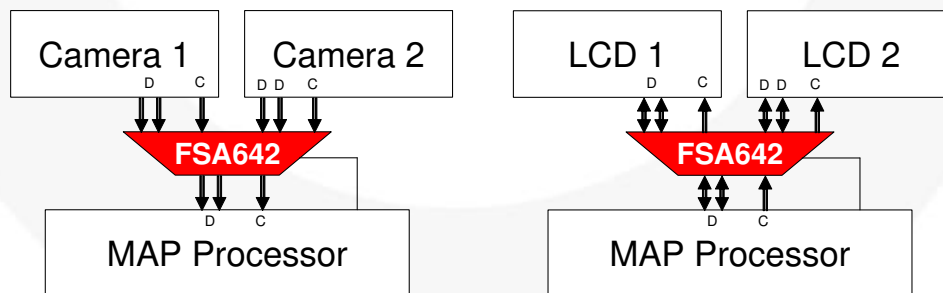 Camera 1
D C
Camera 2
D D C
FSA642
D C
MAP Processor
LCD 1
D C
LCD 2
D D C
FSA642
D C
MAP Processor